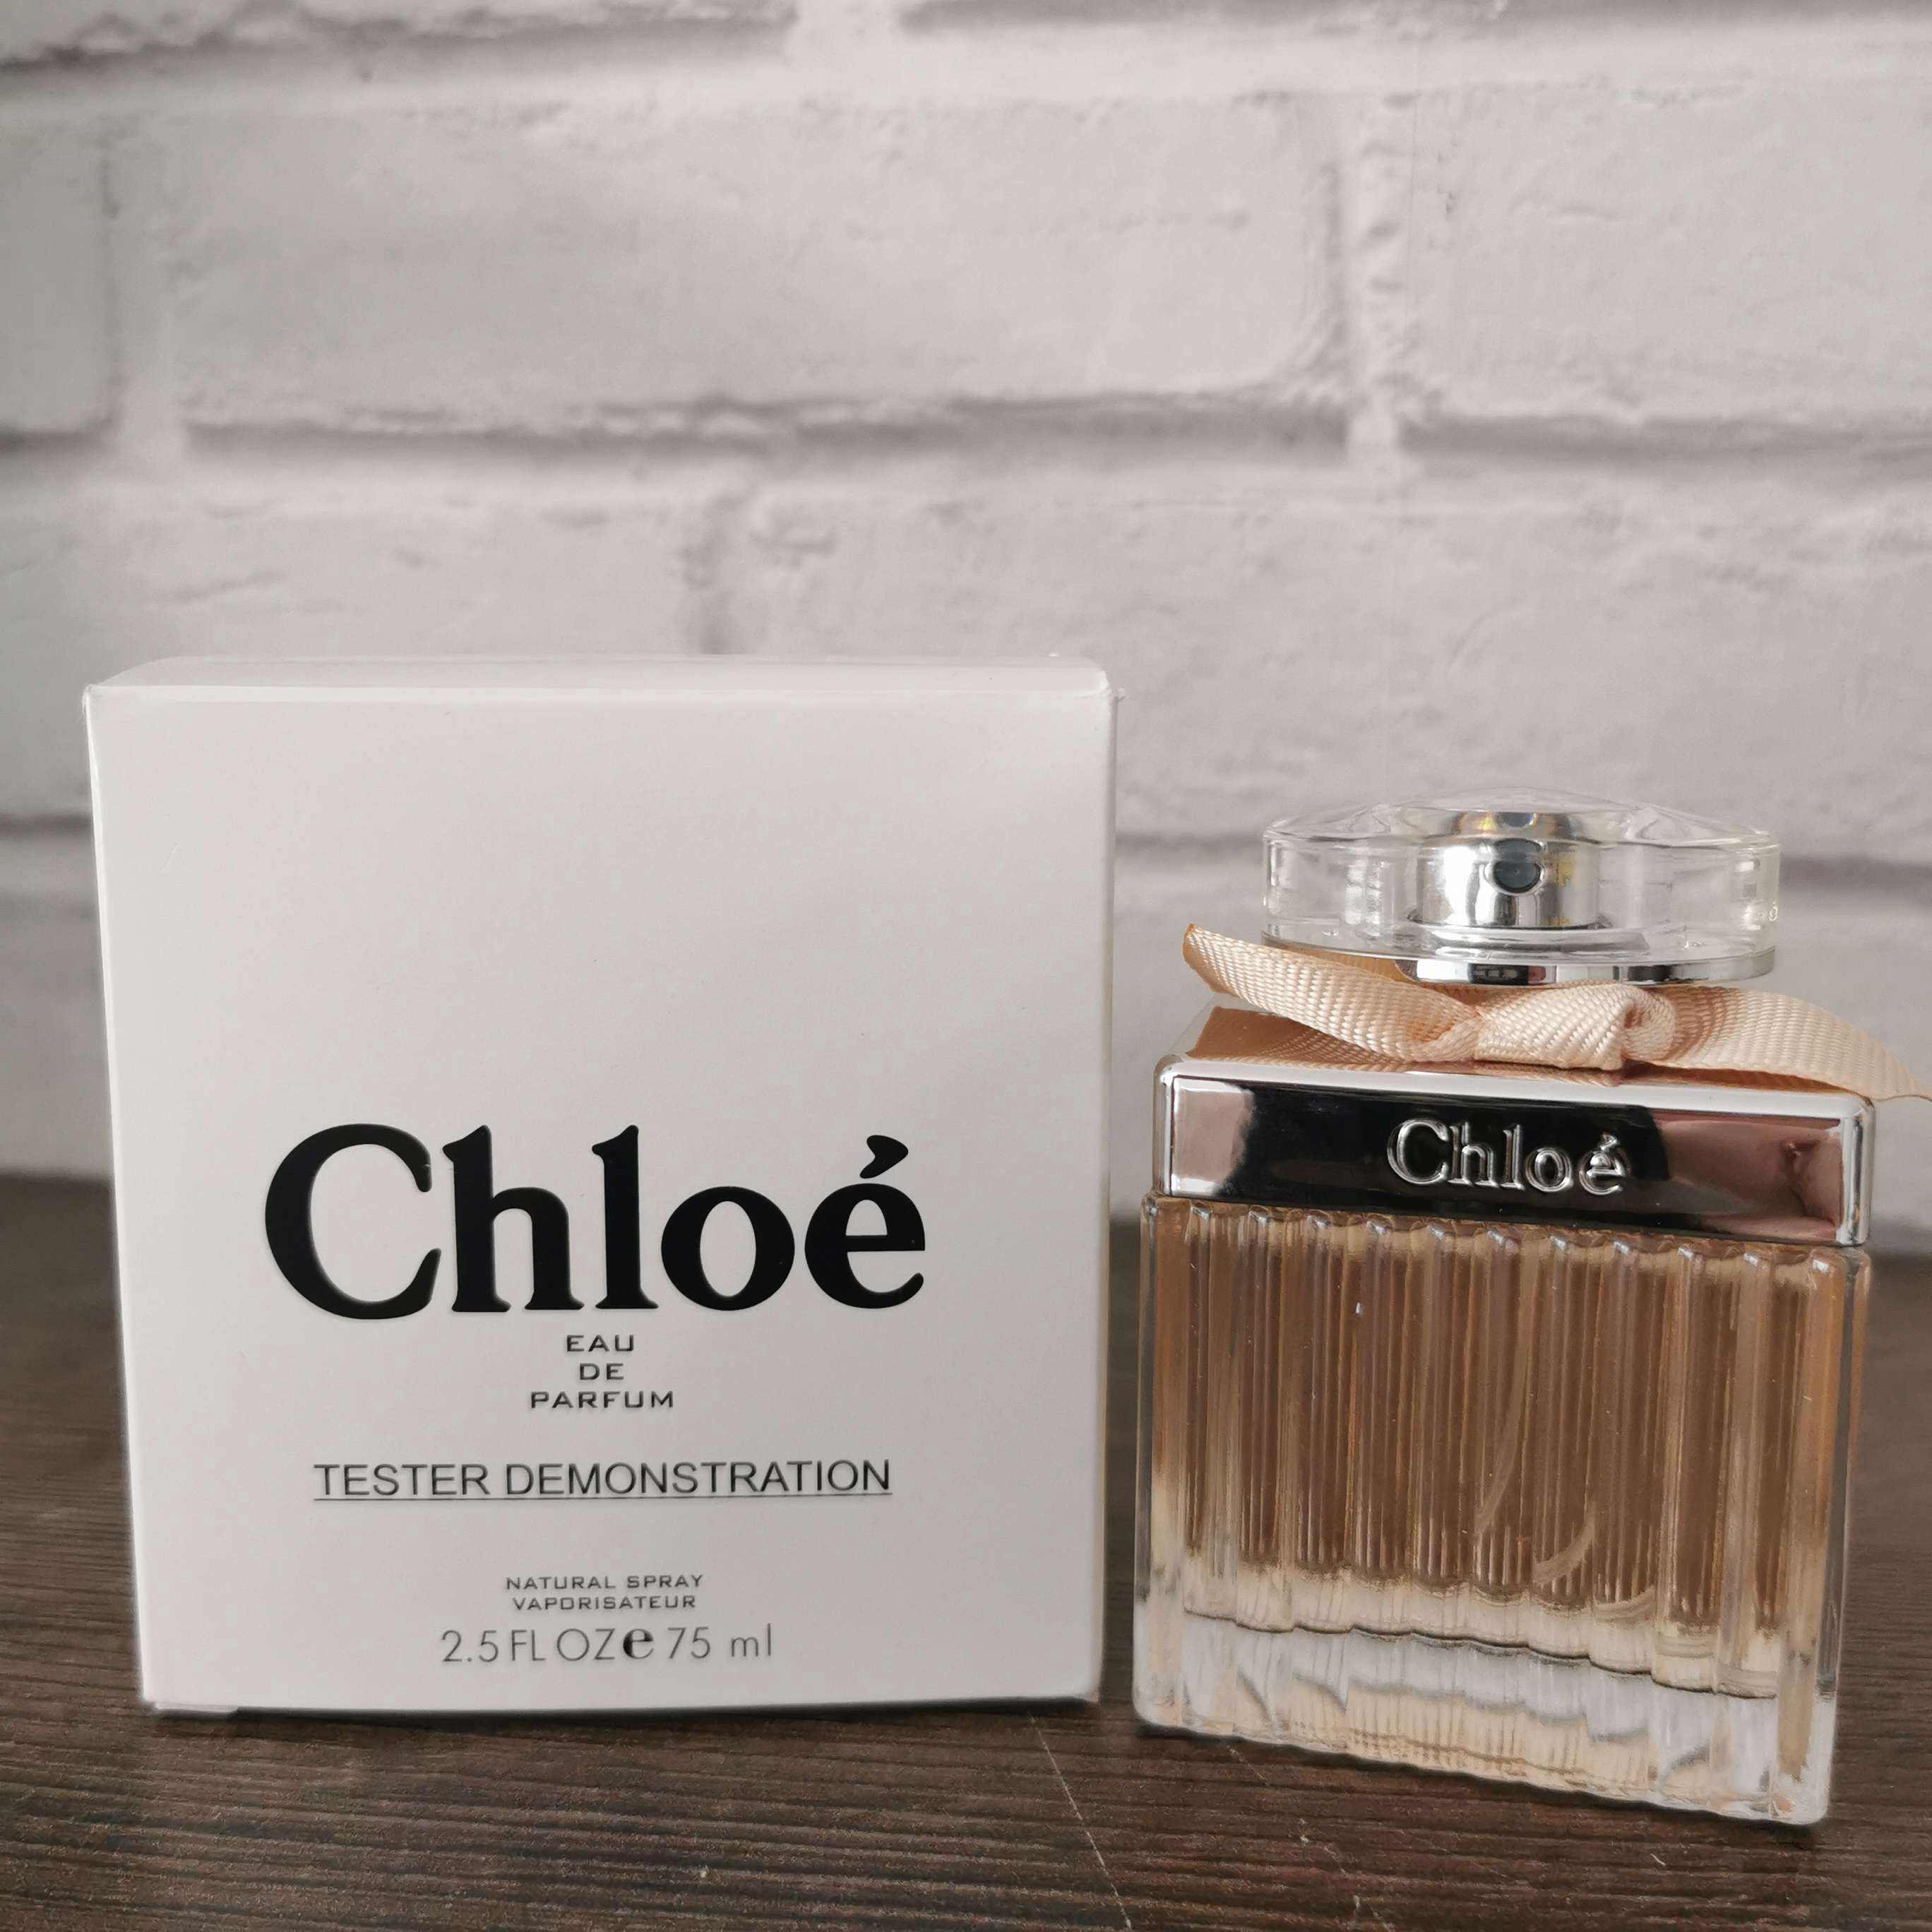 Chloé
EAU
DE
PARFUM
TESTER DEMONSTRATION
NATURAL SPRAY
VAPORISATEUR
2.5 FL OZ e 75 ml
Chloé